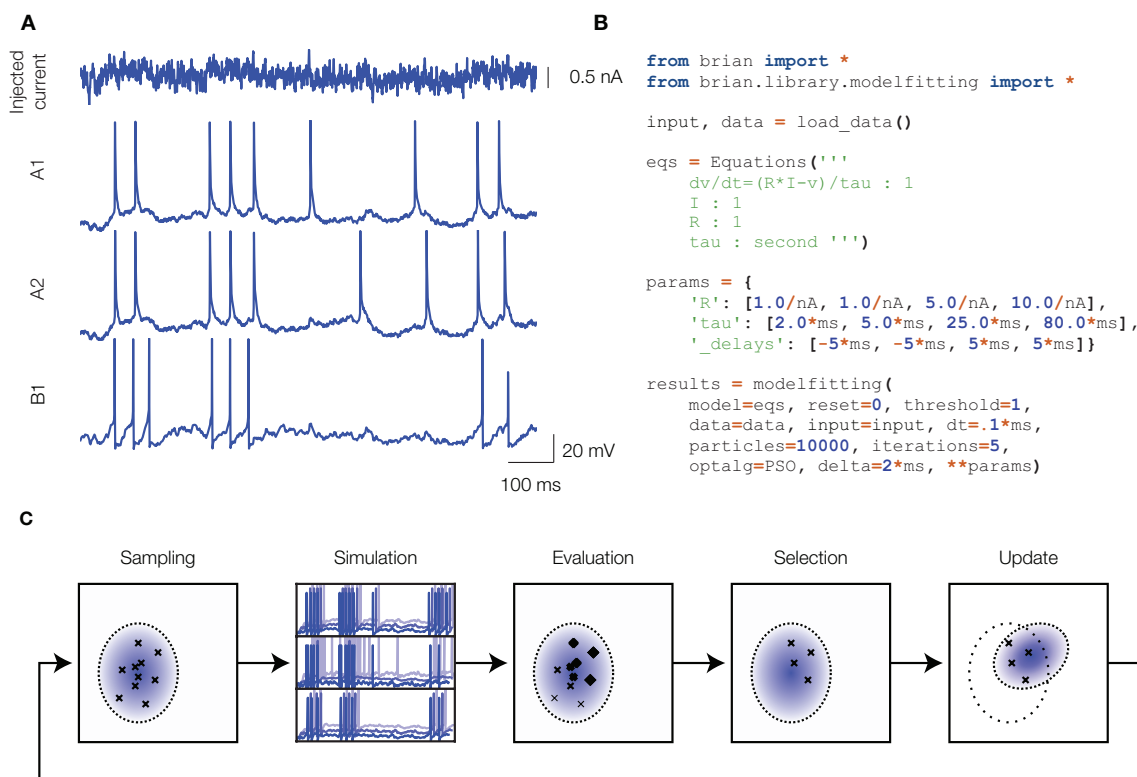 A
Injected
current
0.5 nA
A1
A2
B1
20 mV
100 ms
B
from brian import *
from brian.library.modelfitting import *
input, data = load_data()
eqs = Equations('''
dv/dt=(R*I-v)/tau : 1
I : 1
R : 1
tau : second ''')
params = {
'R': [1.0/nA, 1.0/nA, 5.0/nA, 10.0/nA],
'tau': [2.0*ms, 5.0*ms, 25.0*ms, 80.0*ms],
'_delays': [-5*ms, -5*ms, 5*ms, 5*ms]}
results = modelfitting(
model=eqs, reset=0, threshold=1,
data=data, input=input, dt=.1*ms,
particles=10000, iterations=5,
optalg=PSO, delta=2*ms, **params)
C
Sampling
Simulation
Evaluation
Selection
Update